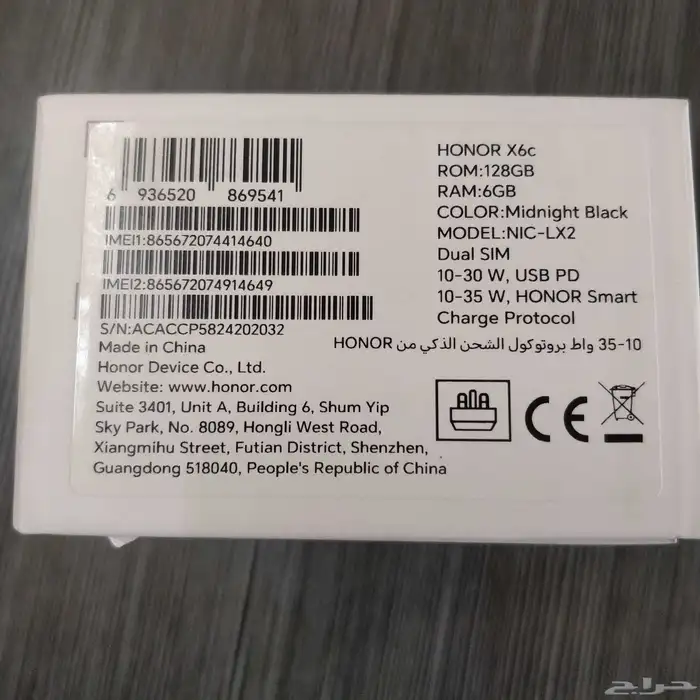 6 936520 869541
IMEI1:865672074414640
IMEI2:865672074914649
S/N:ACACCP5824202032
Made in China
Honor Device Co., Ltd.
Website: www.honor.com
Suite 3401, Unit A, Building 6, Shum Yip
Sky Park, No. 8089, Hongli West Road,
Xiangmihu Street, Futian District, Shenzhen,
Guangdong 518040, People's Republic of China
HONOR X6c
ROM:128GB
RAM:6GB
COLOR:Midnight Black
MODEL:NIC-LX2
Dual SIM
10-30 W, USB PD
10-35 W, HONOR Smart
Charge Protocol
10-35 واط بروتوكول الشحن الذكي من HONOR
CE
حراج